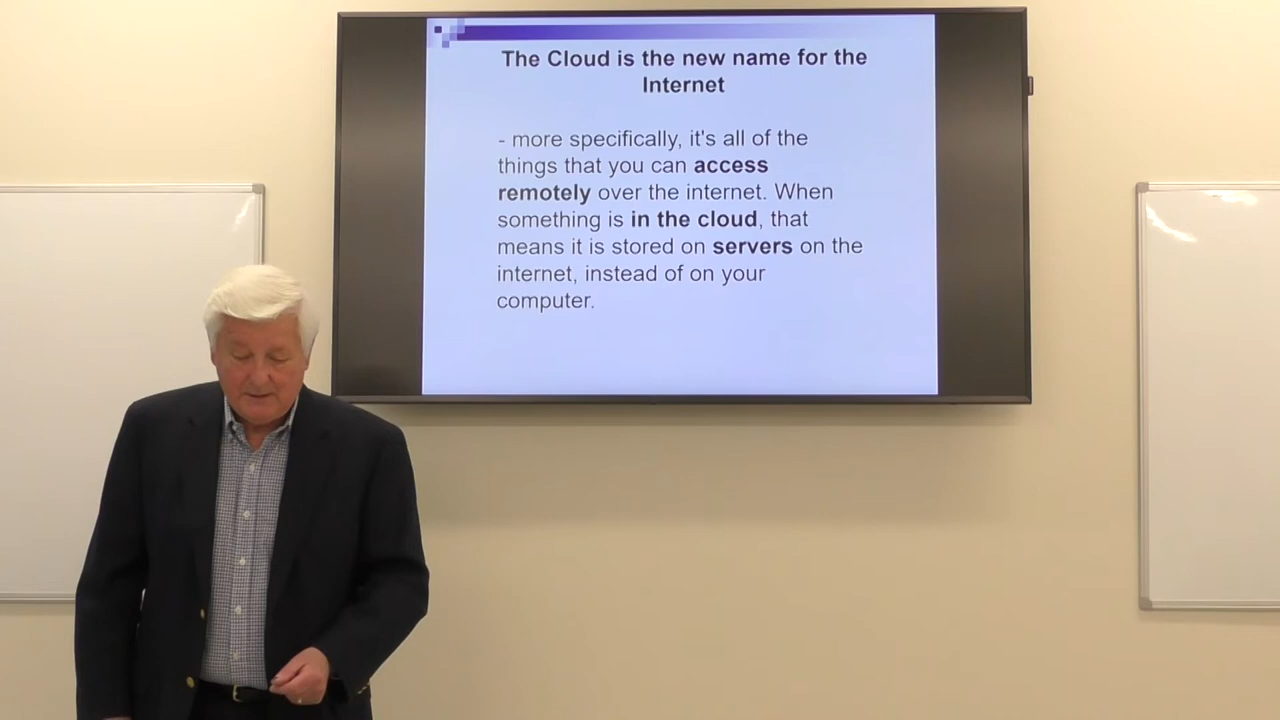 The Cloud is the new name for the
Internet
- more specifically, it's all of the
things that you can access
remotely over the internet. When
something is in the cloud, that
means it is stored on servers on the
internet, instead of on your
computer.